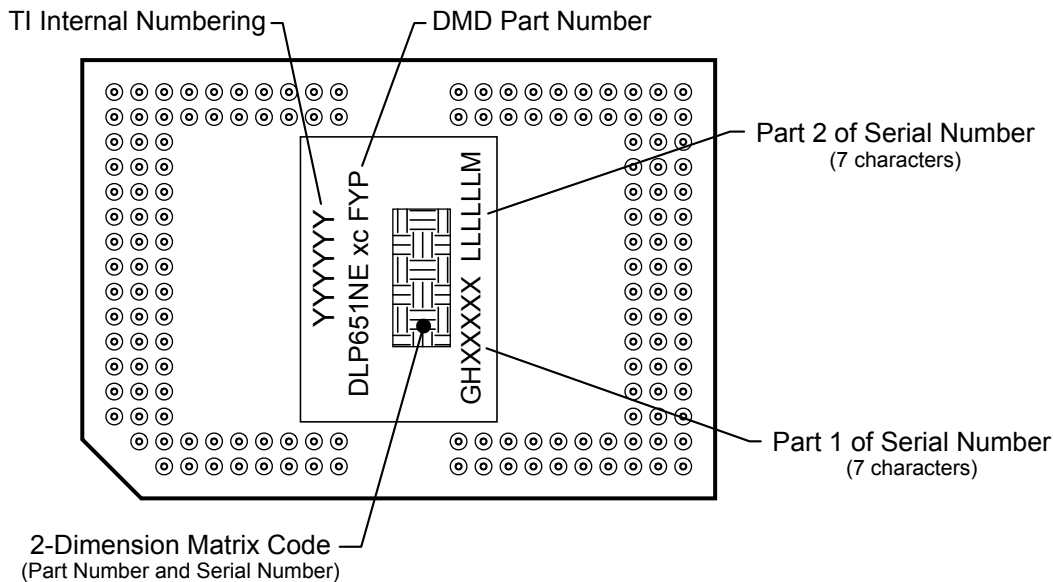 TI Internal Numbering
DMD Part Number
Part 2 of Serial Number
(7 characters)
YYYYYYY
DLP651NE xc FYP
GHXXXXX LLLLLLM
Part 1 of Serial Number
(7 characters)
2-Dimension Matrix Code
(Part Number and Serial Number)